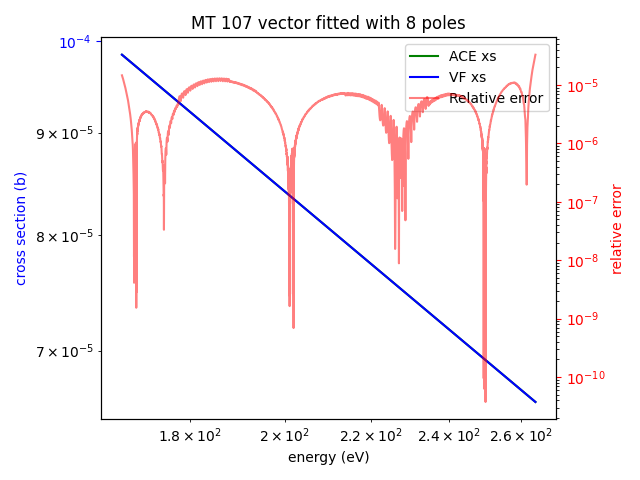 MT 107 vector fitted with 8 poles
ACE xs
VF xs
Relative error
10⁻⁴
9 × 10⁻⁵
8 × 10⁻⁵
7 × 10⁻⁵
cross section (b)
10⁻⁵
10⁻⁶
10⁻⁷
10⁻⁸
10⁻⁹
10⁻¹⁰
relative error
1.8 × 10² 2 × 10² 2.2 × 10² 2.4 × 10² 2.6 × 10²
energy (eV)